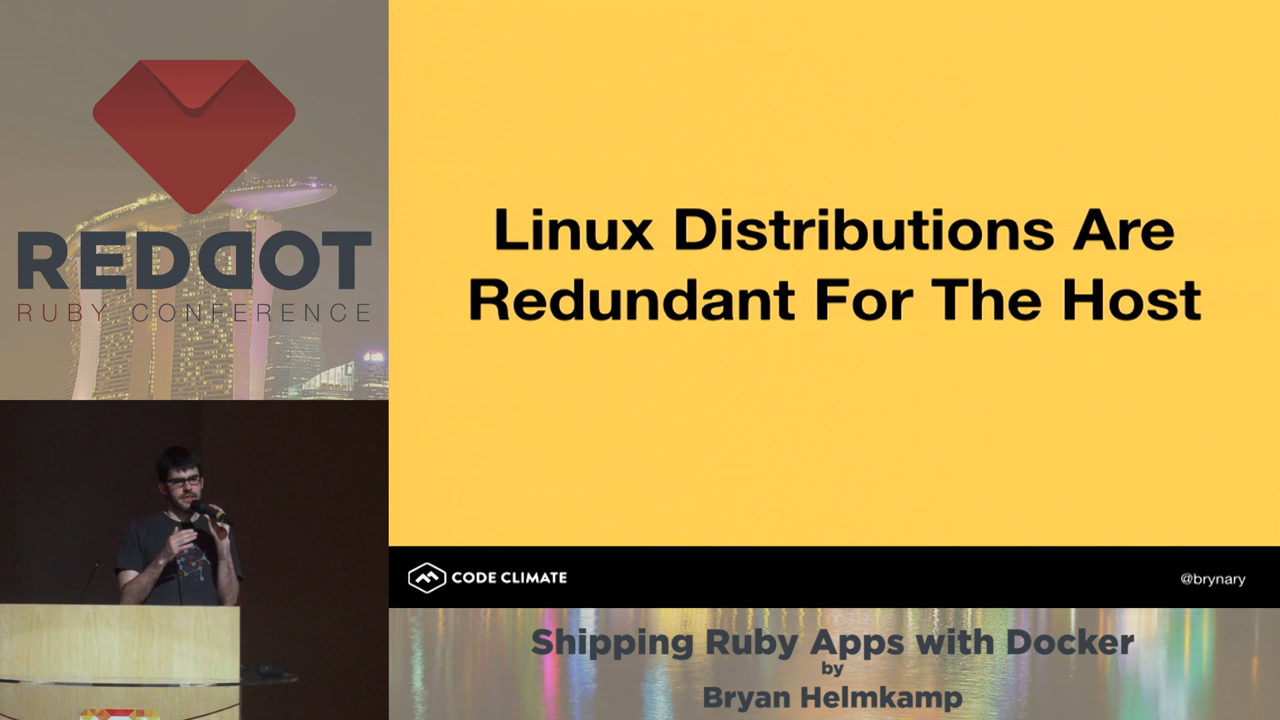 REDDOT
RUBY CONFERENCE
Linux Distributions Are
Redundant For The Host
CODE CLIMATE
@brynary
Shipping Ruby Apps with Docker
by
Bryan Helmkamp